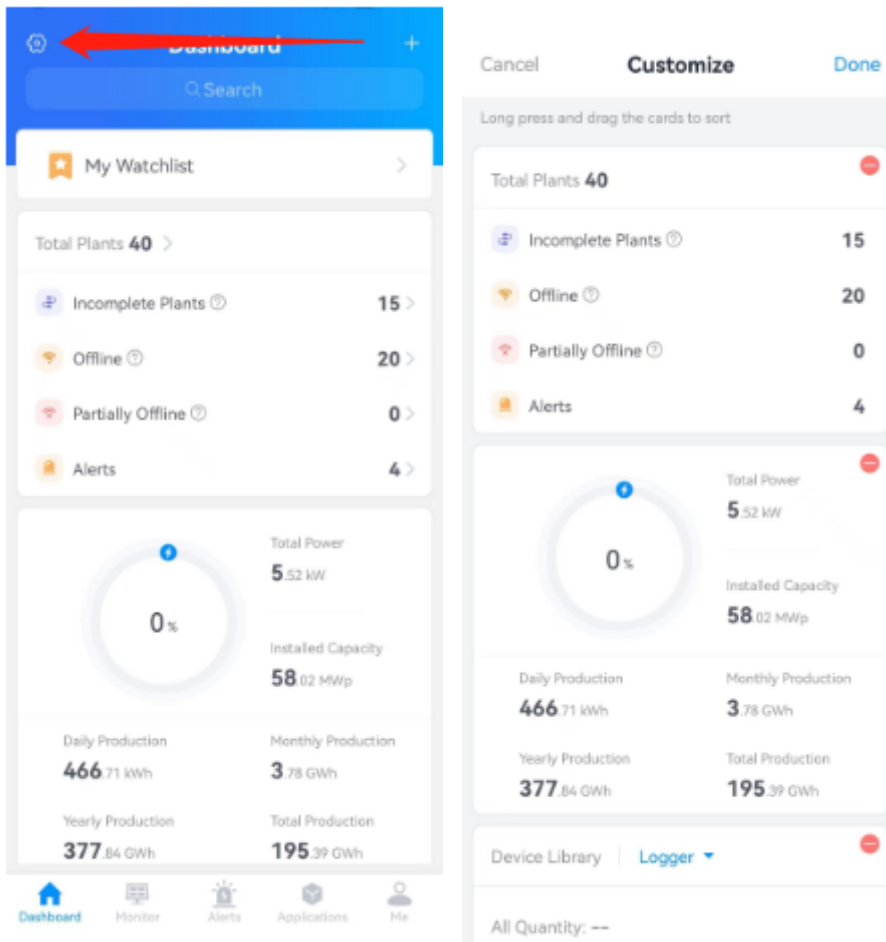 Dashboard
Search
My Watchlist
Total Plants 40
Incomplete Plants ?
15
Offline ?
20
Partially Offline ?
0
Alerts
4
Total Power
5.52 kW
0 %
Installed Capacity
58.02 MWp
Daily Production
Monthly Production
466.71 kWh
3.78 GWh
Yearly Production
Total Production
377.84 GWh
195.39 GWh
Dashboard
Monitor
Alerts
Applications
Me
Cancel
Customize
Done
Long press and drag the cards to sort
Total Plants 40
Incomplete Plants ?
15
Offline ?
20
Partially Offline ?
0
Alerts
4
Total Power
5.52 kW
0 %
Installed Capacity
58.02 MWp
Daily Production
Monthly Production
466.71 kWh
3.78 GWh
Yearly Production
Total Production
377.84 GWh
195.39 GWh
Device Library
Logger
All Quantity: --